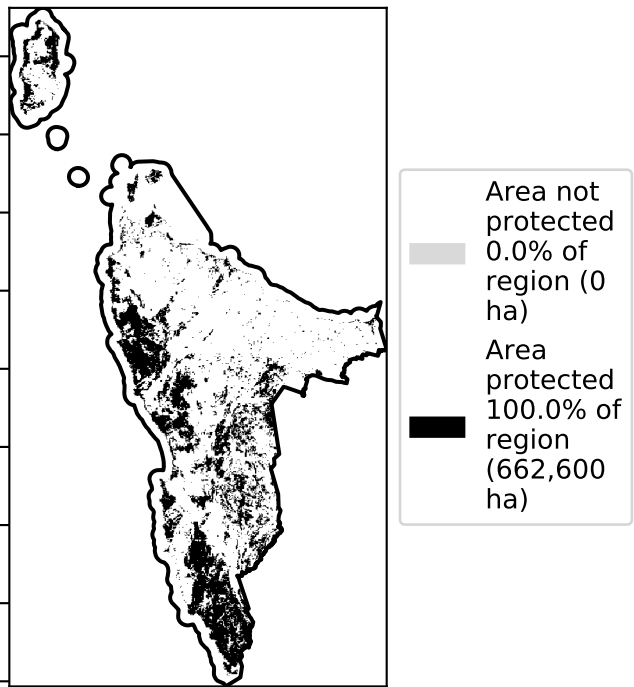 Area not
protected
0.0% of
region (0
ha)
Area
protected
100.0% of
region
(662,600
ha)